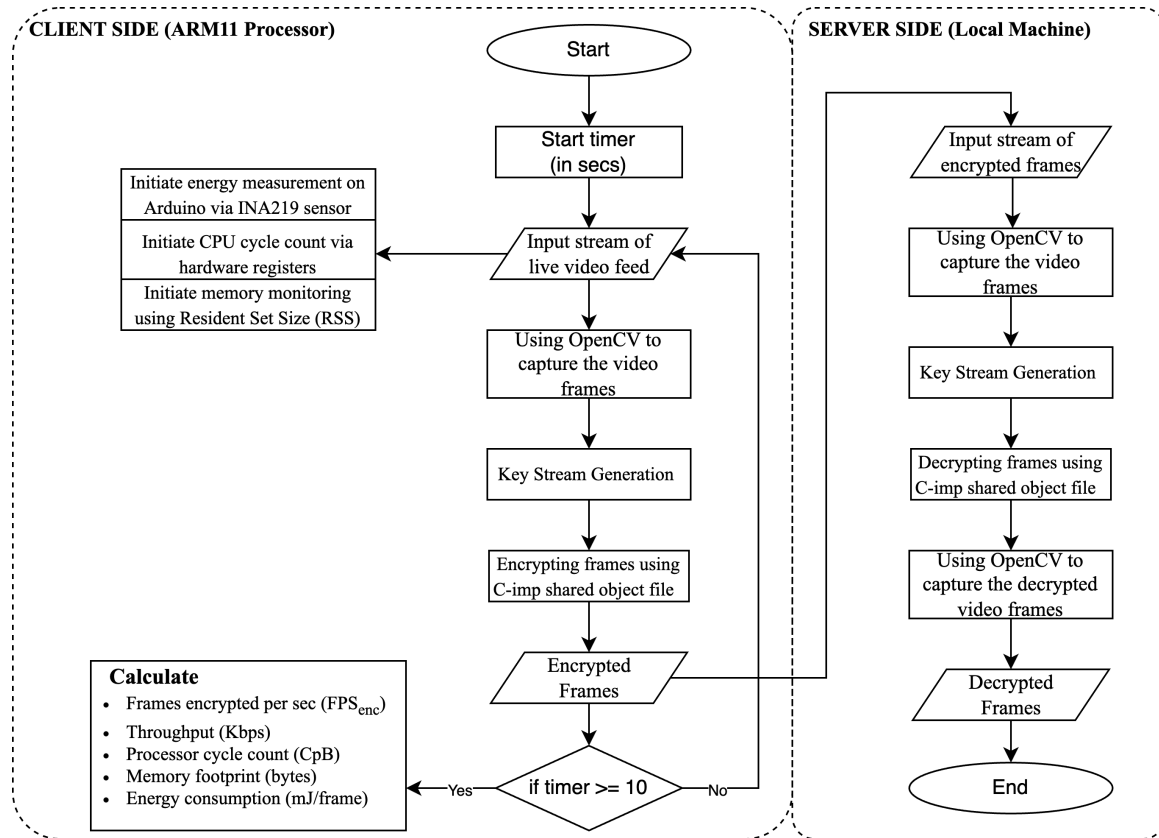 CLIENT SIDE (ARM11 Processor)
Start
Start timer
(in secs)
Initiate energy measurement on
Arduino via INA219 sensor
Initiate CPU cycle count via
hardware registers
Initiate memory monitoring
using Resident Set Size (RSS)
Input stream of
live video feed
Using OpenCV to
capture the video
frames
Key Stream Generation
Encrypting frames using
C-imp shared object file
Encrypted
Frames
if timer >= 10
Yes
No
Calculate
• Frames encrypted per sec (FPSenc)
• Throughput (Kbps)
• Processor cycle count (CpB)
• Memory footprint (bytes)
• Energy consumption (mJ/frame)
SERVER SIDE (Local Machine)
Input stream of
encrypted frames
Using OpenCV to
capture the video
frames
Key Stream Generation
Decrypting frames using
C-imp shared object file
Using OpenCV to
capture the decrypted
video frames
Decrypted
Frames
End